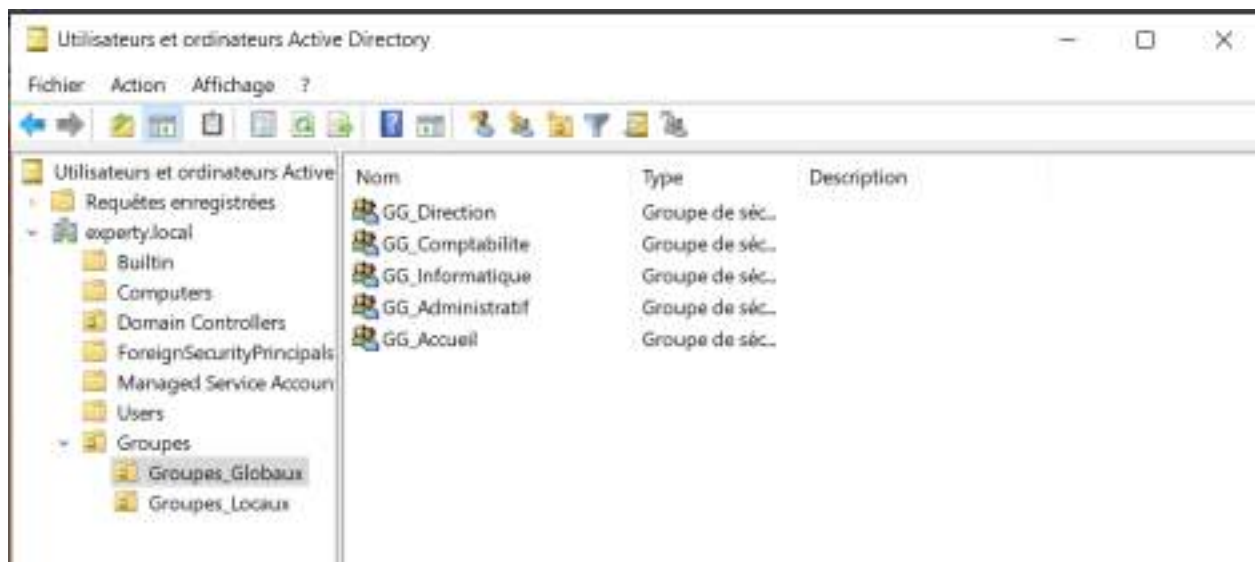 Utilisateurs et ordinateurs Active Directory
Fichier Action Affichage ?
Utilisateurs et ordinateurs Active
Requêtes enregistrées
experty.local
Builtin
Computers
Domain Controllers
ForeignSecurityPrincipals
Managed Service Accoun
Users
Groupes
Groupes_Globaux
Groupes_Locaux
Nom Type Description
GG_Direction Groupe de séc...
GG_Comptabilite Groupe de séc...
GG_Informatique Groupe de séc...
GG_Administratif Groupe de séc...
GG_Accueil Groupe de séc...